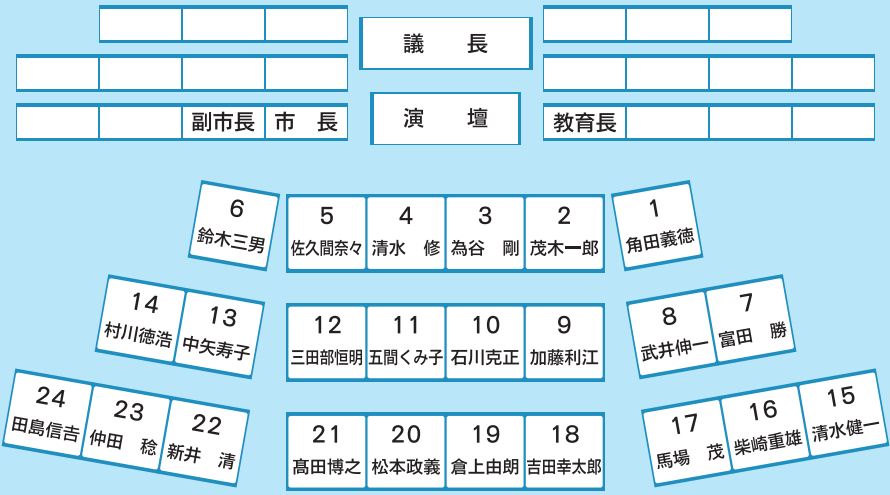 議　長
副市長 市　長
演　壇
教育長
6 鈴木三男
5 佐久間奈々
4 清水　修
3 為谷　剛
2 茂木一郎
1 角田義徳
14 村川徳浩
13 中矢寿子
12 三田部恒明
11 五間くみ子
10 石川克正
9 加藤利江
8 武井伸一
7 富田　勝
24 田島信𠮷
23 仲田　稔
22 新井　清
21 髙田博之
20 松本政義
19 倉上由朗
18 吉田幸太郎
17 馬場　茂
16 柴崎重雄
15 清水健一